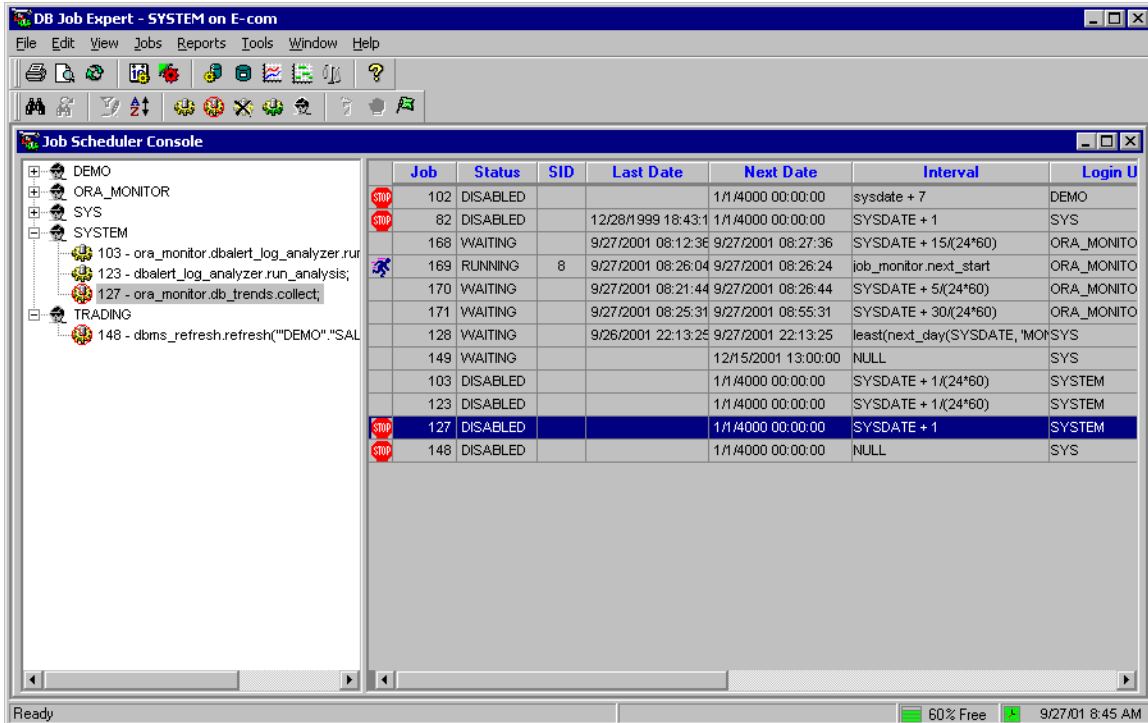 DB Job Expert - SYSTEM on E-com
File Edit View Jobs Reports Tools Window Help
Job Scheduler Console
DEMO
ORA_MONITOR
SYS
SYSTEM
103 - ora_monitor.dbalert_log_analyzer.rur
123 - dbalert_log_analyzer.run_analysis;
127 - ora_monitor.db_trends.collect;
TRADING
148 - dbms_refresh.refresh('"DEMO"."SAL
Job Status SID Last Date Next Date Interval Login U
STOP 102 DISABLED 1/1/4000 00:00:00 sysdate + 7 DEMO
STOP 82 DISABLED 12/28/1999 18:43:1 1/1/4000 00:00:00 SYSDATE + 1 SYS
168 WAITING 9/27/2001 08:12:36 9/27/2001 08:27:36 SYSDATE + 15/(24*60) ORA_MONITO
169 RUNNING 8 9/27/2001 08:26:04 9/27/2001 08:26:24 job_monitor.next_start ORA_MONITO
170 WAITING 9/27/2001 08:21:44 9/27/2001 08:26:44 SYSDATE + 5/(24*60) ORA_MONITO
171 WAITING 9/27/2001 08:25:31 9/27/2001 08:55:31 SYSDATE + 30/(24*60) ORA_MONITO
128 WAITING 9/26/2001 22:13:25 9/27/2001 22:13:25 least(next_day(SYSDATE, 'MON SYS
149 WAITING 12/15/2001 13:00:00 NULL SYS
103 DISABLED 1/1/4000 00:00:00 SYSDATE + 1/(24*60) SYSTEM
123 DISABLED 1/1/4000 00:00:00 SYSDATE + 1/(24*60) SYSTEM
STOP 127 DISABLED 1/1/4000 00:00:00 SYSDATE + 1 SYSTEM
STOP 148 DISABLED 1/1/4000 00:00:00 NULL SYS
Ready 60% Free 9/27/01 8:45 AM